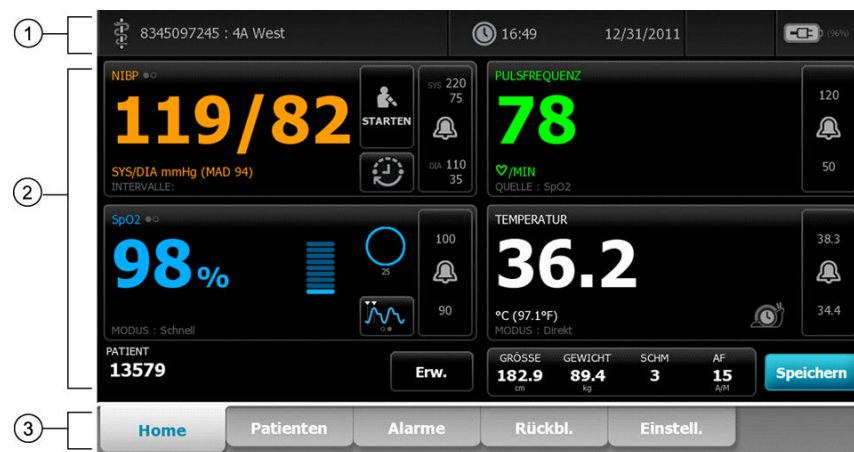 1
8345097245 : 4A West
16:49
12/31/2011
(96%)
2
NIBP
119/82
STARTEN
SYS 220
75
DIA 110
35
SYS/DIA mmHg (MAD 94)
INTERVALLE:
PULSFREQUENZ
78
/MIN
QUELLE : SpO2
120
50
SpO2
98%
25
100
90
MODUS : Schnell
TEMPERATUR
36.2
°C (97.1°F)
MODUS : Direkt
38.3
34.4
PATIENT
13579
Erw.
GRÖSSE GEWICHT SCHM AF
182.9 89.4 3 15
cm kg A/M
Speichern
3
Home Patienten Alarme Rückbl. Einstell.